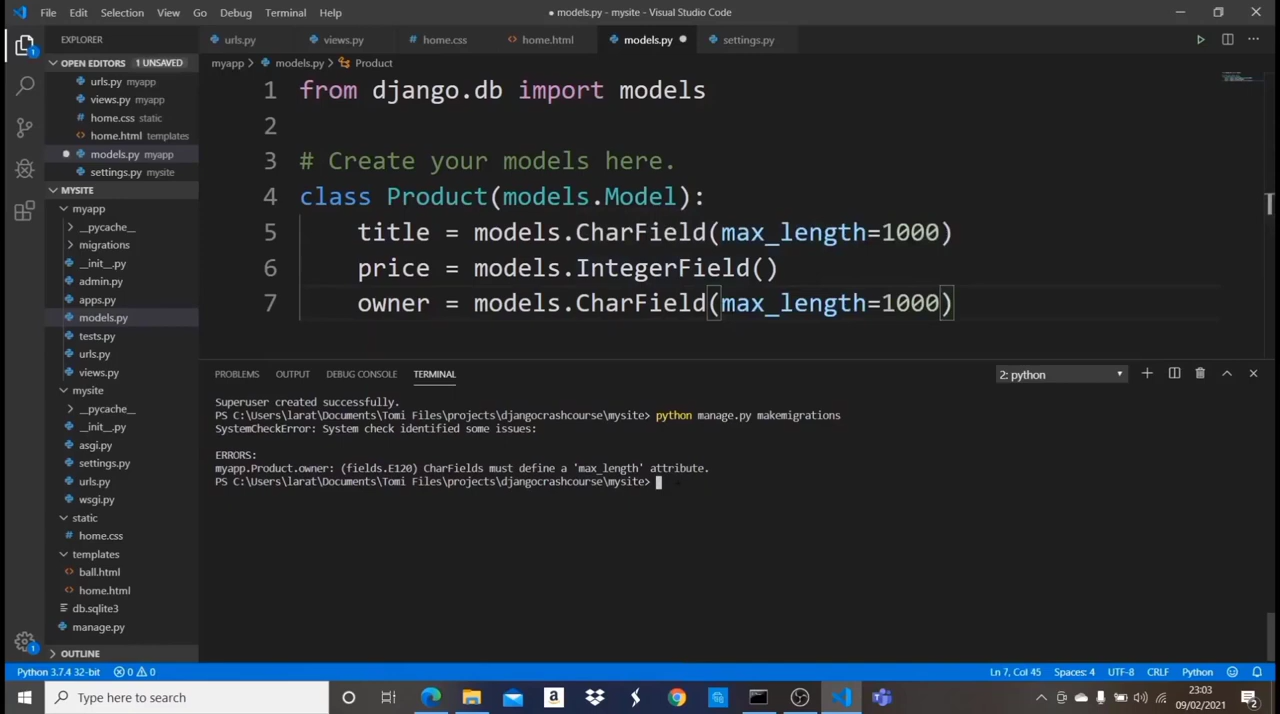 File Edit Selection View Go Debug Terminal Help
● models.py - mysite - Visual Studio Code
EXPLORER
urls.py views.py home.css home.html models.py settings.py
OPEN EDITORS 1 UNSAVED
urls.py myapp
views.py myapp
home.css static
home.html templates
models.py myapp
settings.py mysite
MYSITE
myapp
__pycache__
migrations
__init__.py
admin.py
apps.py
models.py
tests.py
urls.py
views.py
mysite
__pycache__
__init__.py
asgi.py
settings.py
urls.py
wsgi.py
static
home.css
templates
ball.html
home.html
db.sqlite3
manage.py
OUTLINE
myapp > models.py > Product
1 from django.db import models
2
3 # Create your models here.
4 class Product(models.Model):
5 title = models.CharField(max_length=1000)
6 price = models.IntegerField()
7 owner = models.CharField(max_length=1000)
PROBLEMS OUTPUT DEBUG CONSOLE TERMINAL
2: python
Superuser created successfully.
PS C:\Users\larat\Documents\Tomi Files\projects\djangocrashcourse\mysite> python manage.py makemigrations
SystemCheckError: System check identified some issues:
ERRORS:
myapp.Product.owner: (fields.E120) CharFields must define a 'max_length' attribute.
PS C:\Users\larat\Documents\Tomi Files\projects\djangocrashcourse\mysite>
Python 3.7.4 32-bit 0 0
Ln 7, Col 45 Spaces: 4 UTF-8 CRLF Python
Type here to search
23:03
09/02/2021
2
1
1